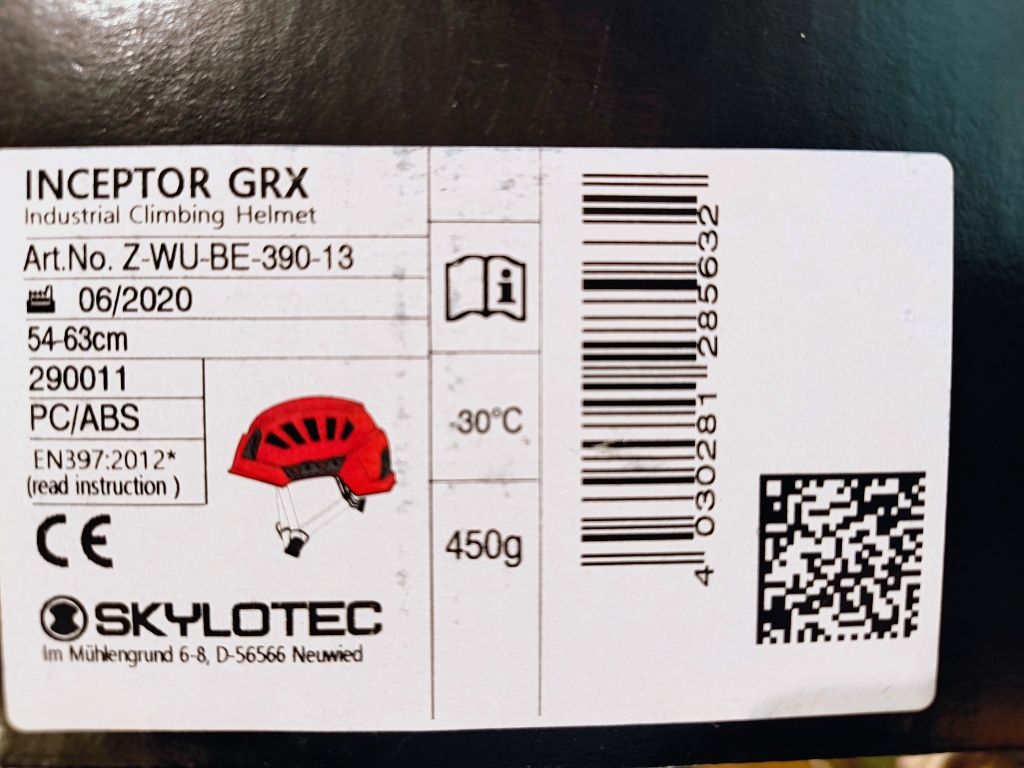 INCEPTOR GRX
Industrial Climbing Helmet
Art.No. Z-WU-BE-390-13
06/2020
54-63cm
290011
PC/ABS
EN397:2012*
(read instruction )
CE
SKYLOTEC
Im Mühlengrund 6-8, D-56566 Neuwied
i
-30°C
450g
4 030281 285632